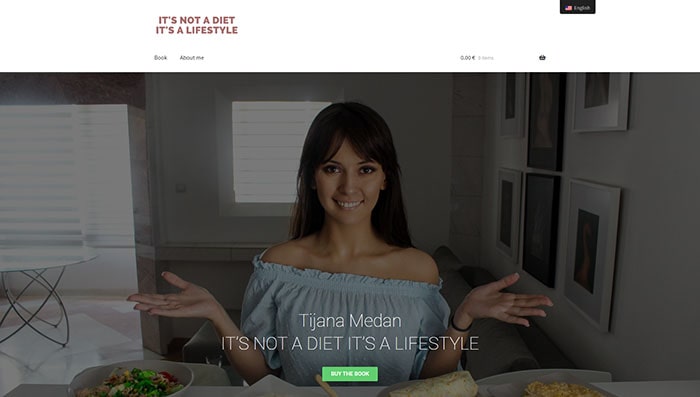 IT'S NOT A DIET
IT'S A LIFESTYLE
English
Book
About me
0,00 €
0 items
Tijana Medan
IT'S NOT A DIET IT'S A LIFESTYLE
BUY THE BOOK